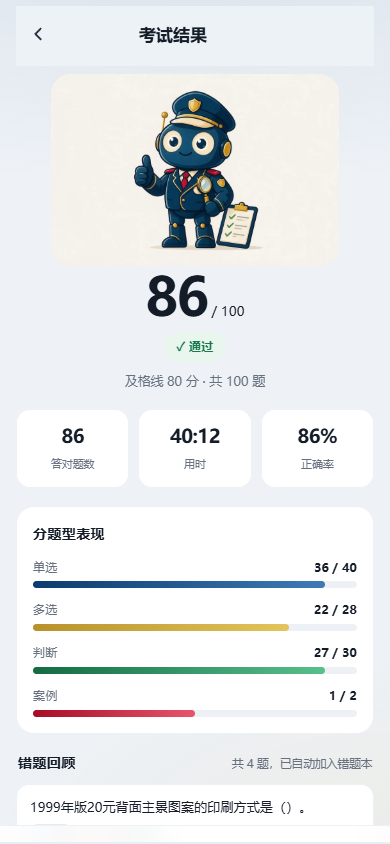 考试结果
86 / 100
✓ 通过
及格线 80 分 · 共 100 题
86
答对题数
40:12
用时
86%
正确率
分题型表现
单选 36 / 40
多选 22 / 28
判断 27 / 30
案例 1 / 2
错题回顾 共 4 题，已自动加入错题本
1999年版20元背面主景图案的印刷方式是（）。